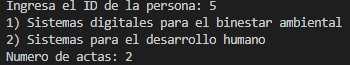 Ingresa el ID de la persona: 5
1) Sistemas digitales para el binestar ambiental
2) Sistemas para el desarrollo humano
Numero de actas: 2